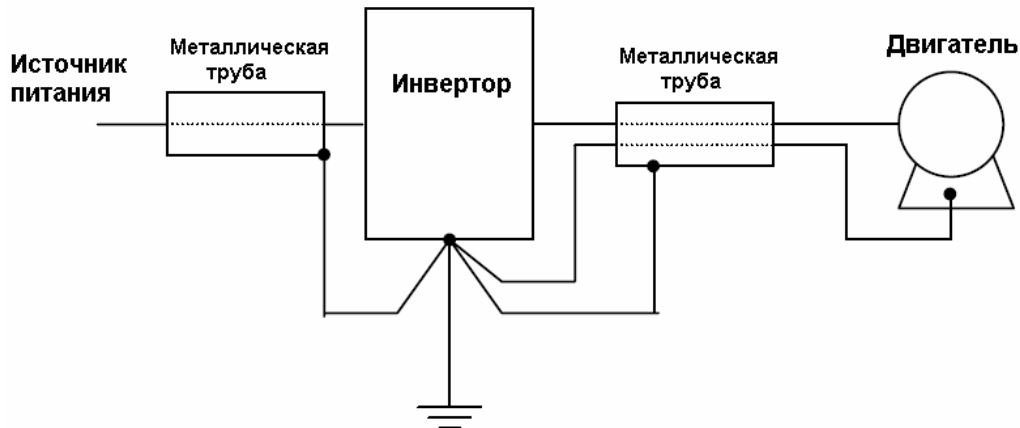 Источник
питания
Металлическая
труба
Инвертор
Металлическая
труба
Двигатель